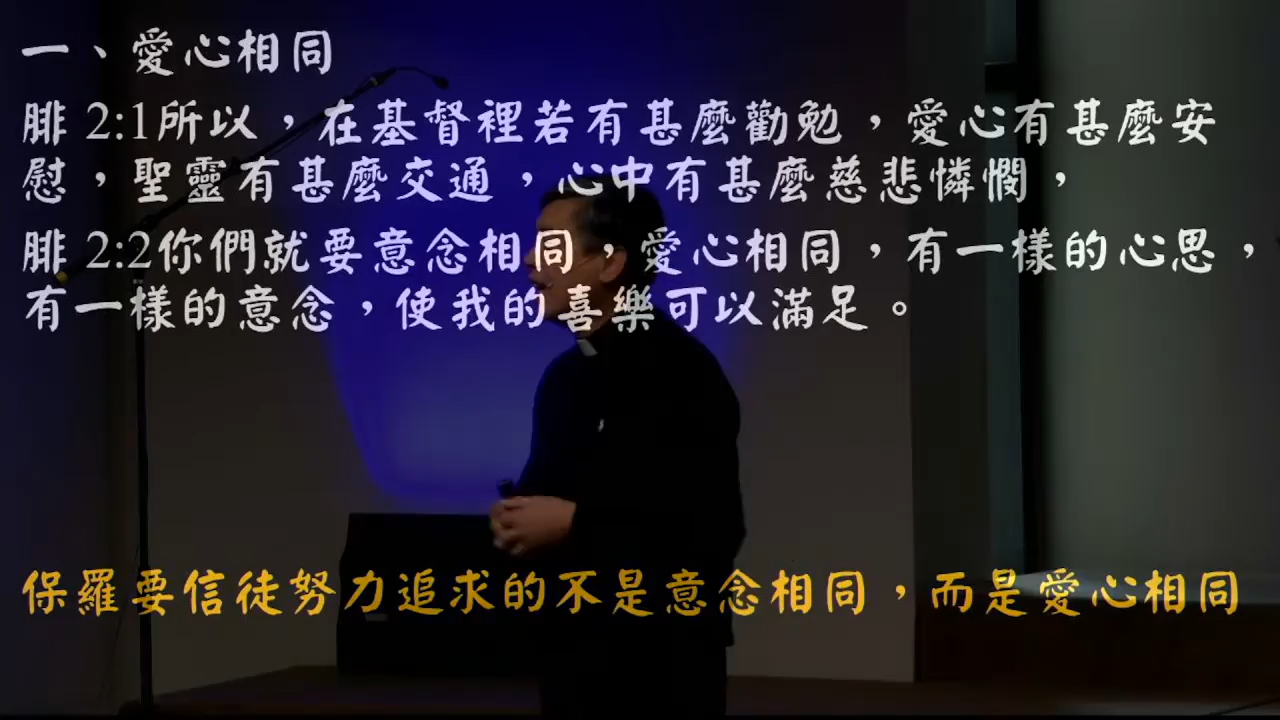 一、愛心相同
腓 2:1所以，在基督裡若有甚麼勸勉，愛心有甚麼安
慰，聖靈有甚麼交通，心中有甚麼慈悲憐憫，
腓 2:2你們就要意念相同，愛心相同，有一樣的心思，
有一樣的意念，使我的喜樂可以滿足。
保羅要信徒努力追求的不是意念相同，而是愛心相同